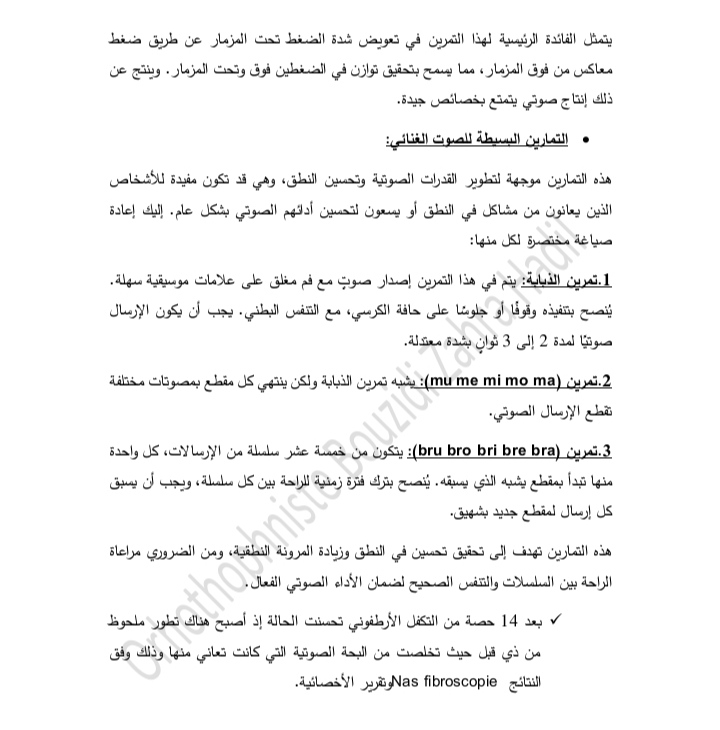 يتمثل الفائدة الرئيسية لهذا التمرين في تعويض شدة الضغط تحت المزمار عن طريق ضغط
معاكس من فوق المزمار، مما يسمح بتحقيق توازن في الضغطين فوق وتحت المزمار. وينتج عن
ذلك إنتاج صوتي يتمتع بخصائص جيدة.
• التمارين البسيطة للصوت الغنائي:
هذه التمارين موجهة لتطوير القدرات الصوتية وتحسين النطق، وهي قد تكون مفيدة للأشخاص
الذين يعانون من مشاكل في النطق أو يسعون لتحسين أدائهم الصوتي بشكل عام. إليك إعادة
صياغة مختصرة لكل منها:
1.تمرين الذبابة: يتم في هذا التمرين إصدار صوتٍ مع فم مغلق على علامات موسيقية سهلة.
يُنصح بتنفيذه وقوفًا أو جلوسًا على حافة الكرسي، مع التنفس البطني. يجب أن يكون الإرسال
صوتيًا لمدة 2 إلى 3 ثوانٍ بشدة معتدلة.
2.تمرين (mu me mi mo ma): يشبه تمرين الذبابة ولكن ينتهي كل مقطع بمصوتات مختلفة
تقطع الإرسال الصوتي.
3.تمرين (bru bro bri bre bra): يتكون من خمسة عشر سلسلة من الإرسالات، كل واحدة
منها تبدأ بمقطع يشبه الذي يسبقه. يُنصح بترك فترة زمنية للراحة بين كل سلسلة، ويجب أن يسبق
كل إرسال لمقطع جديد بشهيق.
هذه التمارين تهدف إلى تحقيق تحسين في النطق وزيادة المرونة النطقية، ومن الضروري مراعاة
الراحة بين السلسلات والتنفس الصحيح لضمان الأداء الصوتي الفعال.
✓ بعد 14 حصة من التكفل الأرطفوني تحسنت الحالة إذ أصبح هناك تطور ملحوظ
من ذي قبل حيث تخلصت من البحة الصوتية التي كانت تعاني منها وذلك وفق
النتائج Nas fibroscopie وتقرير الأخصائية.
Ornothophniste Bouzidi Zahra Hadil